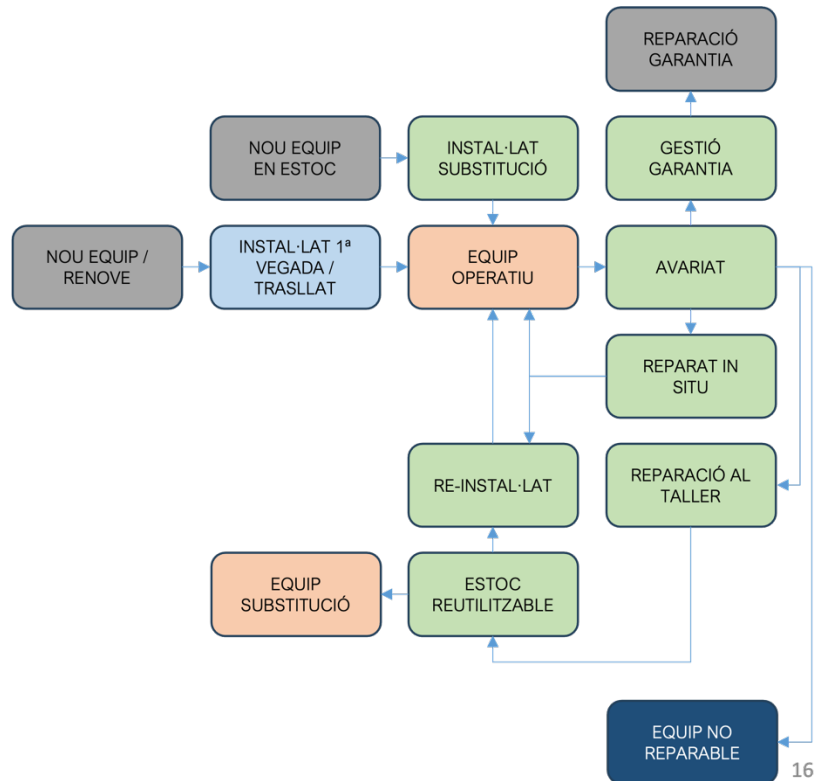 REPARACIÓ
GARANTIA
NOU EQUIP
EN ESTOC
INSTAL·LAT
SUBSTITUCIÓ
GESTIÓ
GARANTIA
NOU EQUIP /
RENOVE
INSTAL·LAT 1ª
VEGADA /
TRASLLAT
EQUIP
OPERATIU
AVARIAT
REPARAT IN
SITU
RE-INSTAL·LAT
REPARACIÓ AL
TALLER
EQUIP
SUBSTITUCIÓ
ESTOC
REUTILITZABLE
EQUIP NO
REPARABLE
16